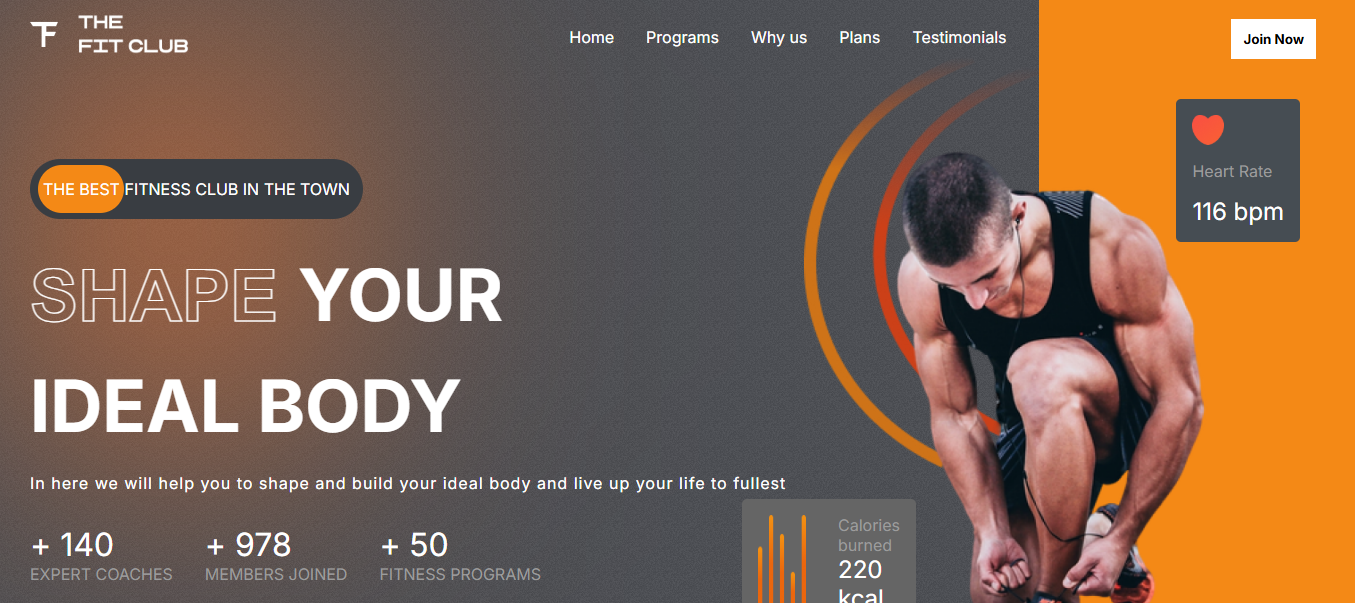 THE
FIT CLUB
Home Programs Why us Plans Testimonials
Join Now
Heart Rate
116 bpm
THE BEST FITNESS CLUB IN THE TOWN
SHAPE YOUR
IDEAL BODY
In here we will help you to shape and build your ideal body and live up your life to fullest
+ 140
EXPERT COACHES
+ 978
MEMBERS JOINED
+ 50
FITNESS PROGRAMS
Calories
burned
220
kcal